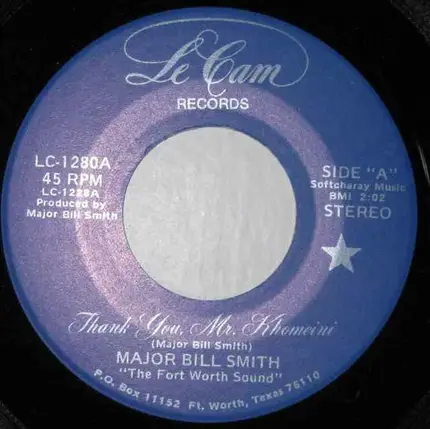 Le Cam
RECORDS
LC-1280A
45 RPM
LC-1228A
Produced by
Major Bill Smith
SIDE "A"
Softcharay Music
BMI 2:02
STEREO
Thank You, Mr. Khomeini
(Major Bill Smith)
MAJOR BILL SMITH
"The Fort Worth Sound"
P.O. Box 11152 Ft. Worth, Texas 76110